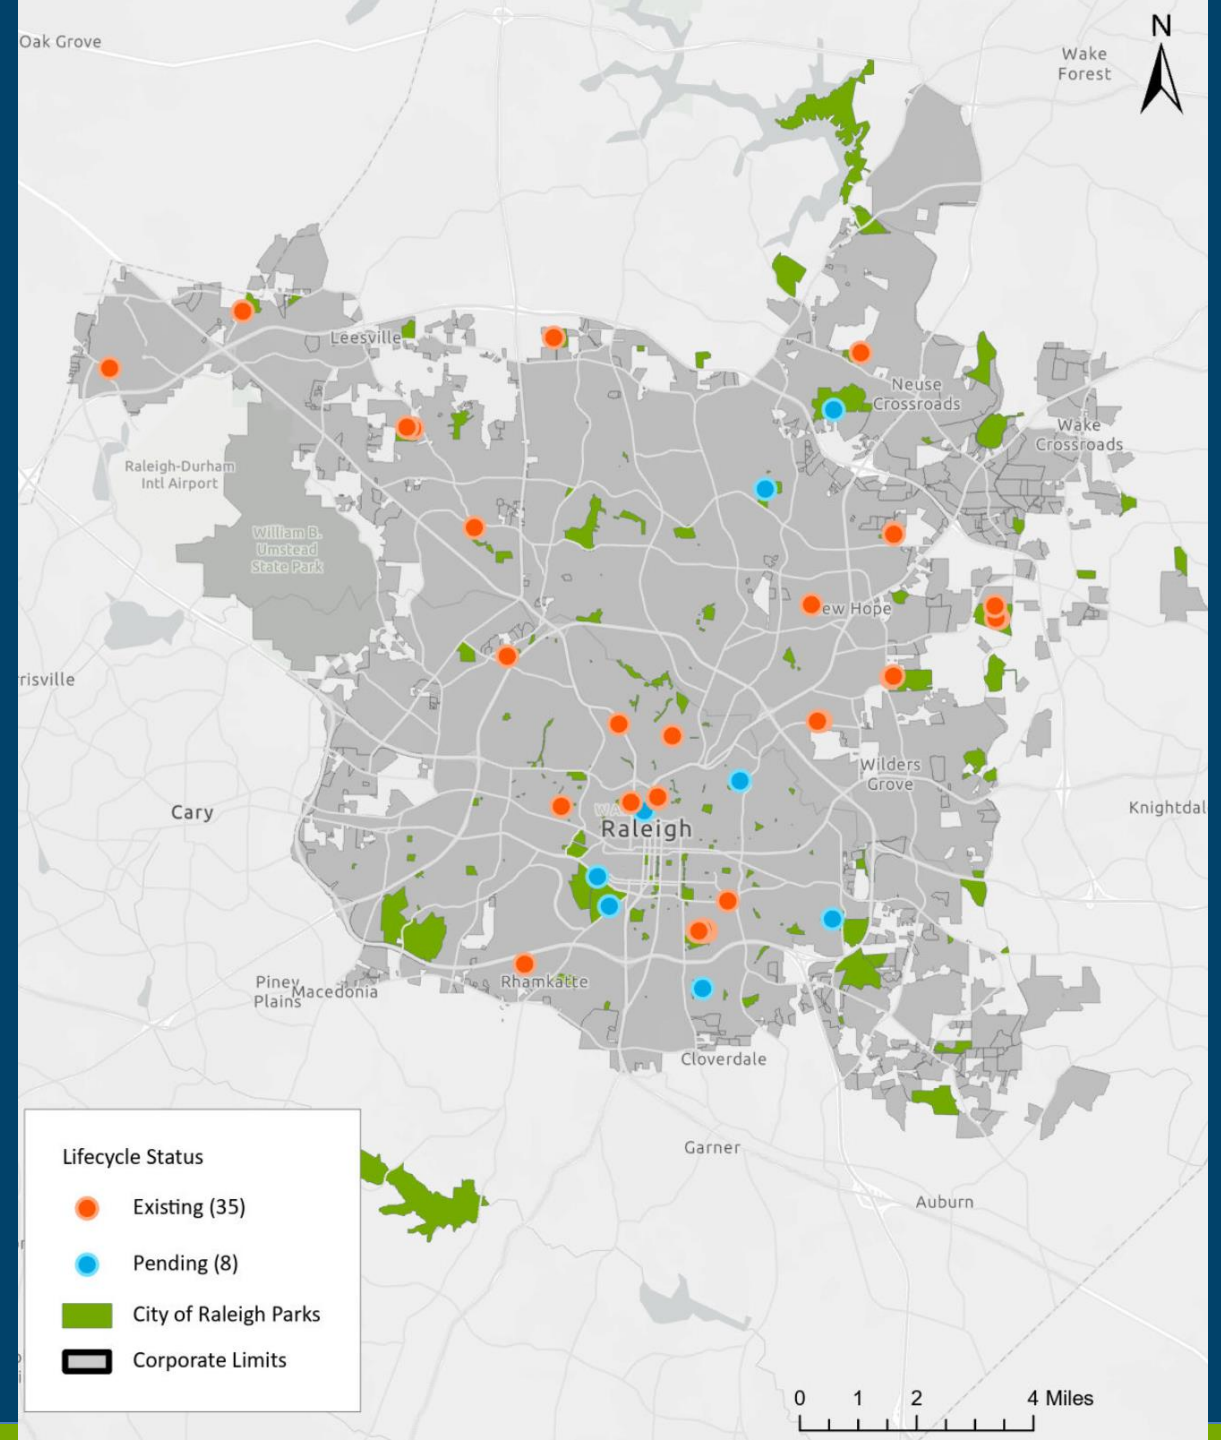 N
Oak Grove
Wake
Forest
Leesville
Neuse
Crossroads
Wake
Crossroads
Raleigh-Durham
Intl Airport
William B.
Umstead
State Park
ew Hope
rrisville
Wilders
Grove
Cary
Knightdal
Raleigh
Piney
Plains
Macedonia
Rhamkatte
Cloverdale
Garner
Auburn
Lifecycle Status
Existing (35)
Pending (8)
City of Raleigh Parks
Corporate Limits
0 1 2 4 Miles